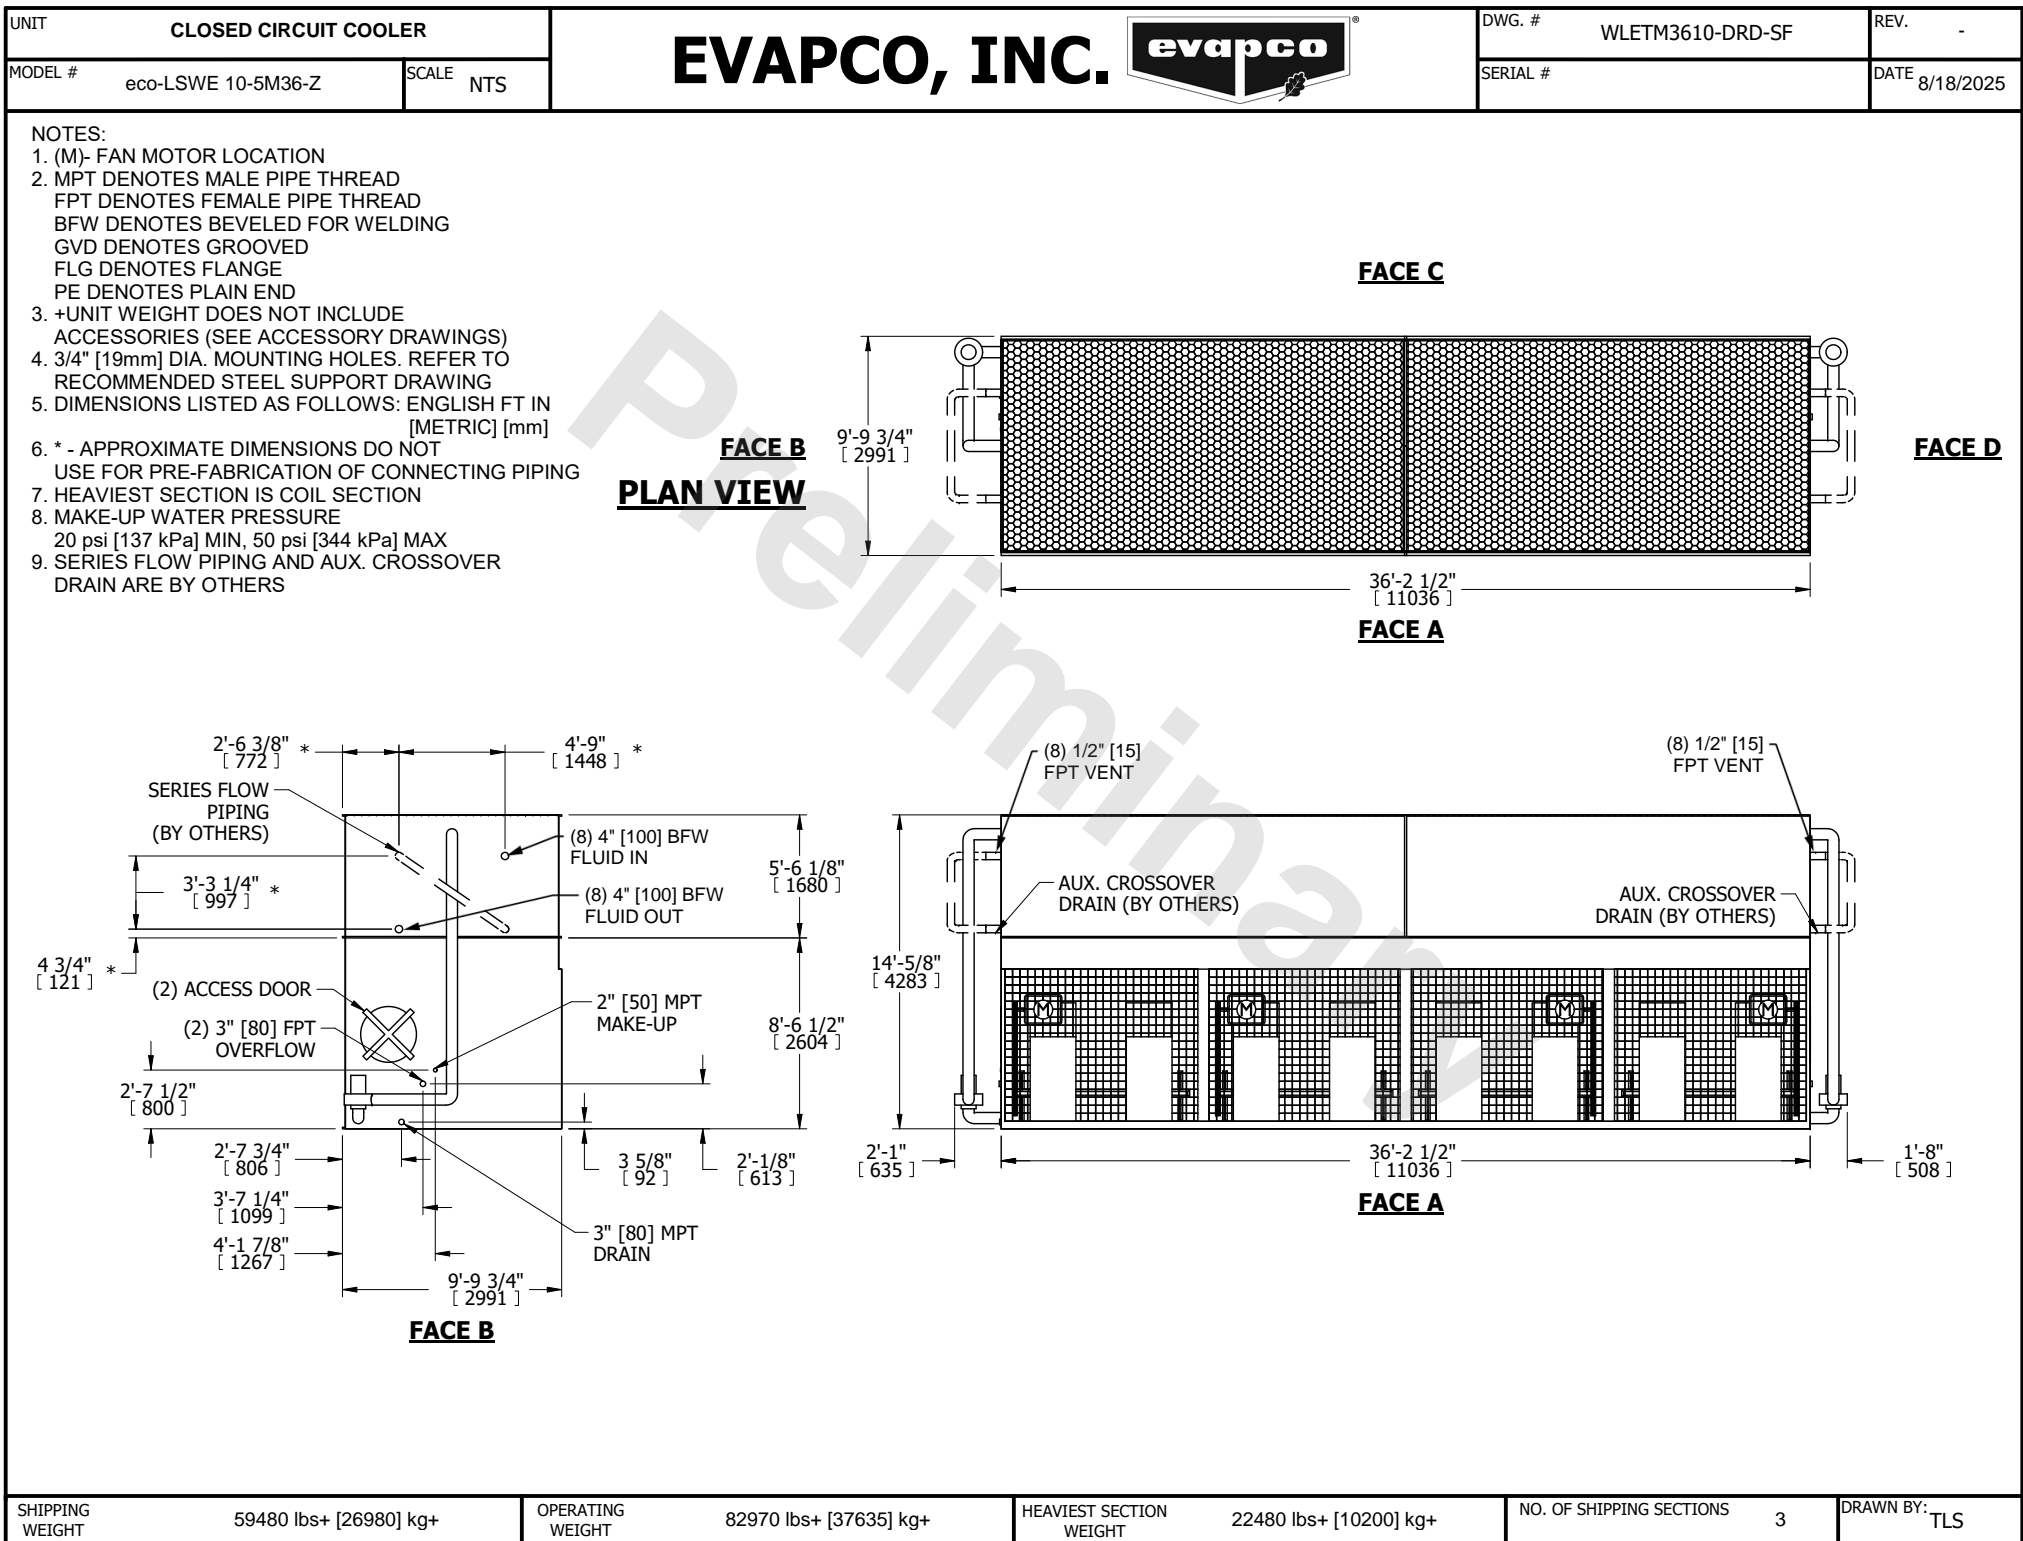 UNIT
CLOSED CIRCUIT COOLER
MODEL #
eco-LSWE 10-5M36-Z
SCALE
NTS
EVAPCO, INC.
evapco
®
DWG. #
WLETM3610-DRD-SF
REV.
-
SERIAL #
DATE
8/18/2025
NOTES:
1. (M)- FAN MOTOR LOCATION
2. MPT DENOTES MALE PIPE THREAD
FPT DENOTES FEMALE PIPE THREAD
BFW DENOTES BEVELED FOR WELDING
GVD DENOTES GROOVED
FLG DENOTES FLANGE
PE DENOTES PLAIN END
3. +UNIT WEIGHT DOES NOT INCLUDE
ACCESSORIES (SEE ACCESSORY DRAWINGS)
4. 3/4" [19mm] DIA. MOUNTING HOLES. REFER TO
RECOMMENDED STEEL SUPPORT DRAWING
5. DIMENSIONS LISTED AS FOLLOWS: ENGLISH FT IN
[METRIC] [mm]
6. * - APPROXIMATE DIMENSIONS DO NOT
USE FOR PRE-FABRICATION OF CONNECTING PIPING
7. HEAVIEST SECTION IS COIL SECTION
8. MAKE-UP WATER PRESSURE
20 psi [137 kPa] MIN, 50 psi [344 kPa] MAX
9. SERIES FLOW PIPING AND AUX. CROSSOVER
DRAIN ARE BY OTHERS
Preliminary
FACE C
FACE B
PLAN VIEW
9'-9 3/4"
[ 2991 ]
FACE D
36'-2 1/2"
[ 11036 ]
FACE A
2'-6 3/8" *
[ 772 ]
4'-9" *
[ 1448 ]
SERIES FLOW
PIPING
(BY OTHERS)
(8) 4" [100] BFW
FLUID IN
3'-3 1/4" *
[ 997 ]
(8) 4" [100] BFW
FLUID OUT
5'-6 1/8"
[ 1680 ]
4 3/4" *
[ 121 ]
(2) ACCESS DOOR
(2) 3" [80] FPT
OVERFLOW
2" [50] MPT
MAKE-UP
8'-6 1/2"
[ 2604 ]
2'-7 1/2"
[ 800 ]
2'-7 3/4"
[ 806 ]
3 5/8"
[ 92 ]
2'-1/8"
[ 613 ]
3'-7 1/4"
[ 1099 ]
3" [80] MPT
DRAIN
4'-1 7/8"
[ 1267 ]
9'-9 3/4"
[ 2991 ]
FACE B
(8) 1/2" [15]
FPT VENT
(8) 1/2" [15]
FPT VENT
AUX. CROSSOVER
DRAIN (BY OTHERS)
AUX. CROSSOVER
DRAIN (BY OTHERS)
14'-5/8"
[ 4283 ]
M
M
M
M
2'-1"
[ 635 ]
36'-2 1/2"
[ 11036 ]
1'-8"
[ 508 ]
FACE A
SHIPPING
WEIGHT
59480 lbs+ [26980] kg+
OPERATING
WEIGHT
82970 lbs+ [37635] kg+
HEAVIEST SECTION
WEIGHT
22480 lbs+ [10200] kg+
NO. OF SHIPPING SECTIONS
3
DRAWN BY:
TLS